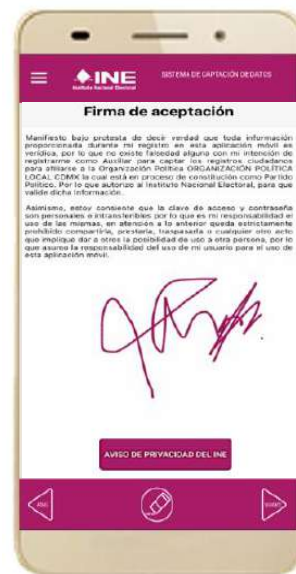 INE
Instituto Nacional Electoral
SISTEMA DE CAPTACIÓN DE DATOS
Firma de aceptación
Manifiesto bajo protesta de decir verdad que toda información
proporcionada durante mi registro en esta aplicación móvil es
verídica, por lo que no existe falsedad alguna con mi intención de
registrarme como Auxiliar para captar los registros ciudadanos
para afiliarse a la Organización Política ORGANIZACIÓN POLÍTICA
LOCAL CDMX la cual está en proceso de constitución como Partido
Político. Por lo que autorizo al Instituto Nacional Electoral, para que
valide dicha información.
Asimismo, estoy consiente que la clave de acceso y contraseña
son personales e intransferibles por lo que es mi responsabilidad el
uso de las mismas, en atención a lo anterior queda estrictamente
prohibido compartirla, prestarla, traspasarla o cualquier otro acto
que implique dar a otros la posibilidad de uso a otra persona, por lo
que asumo la responsabilidad del uso de mi usuario para el uso de
esta aplicación móvil.
AVISO DE PRIVACIDAD DEL INE